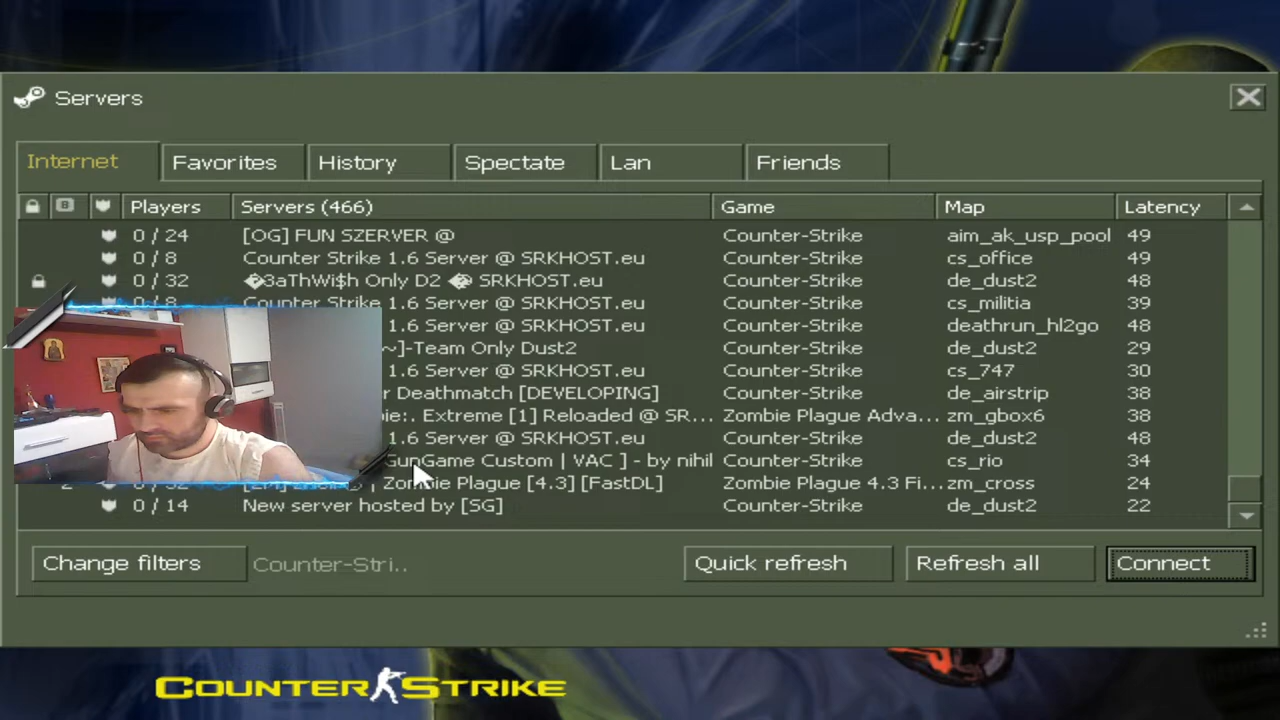 Servers
Internet Favorites History Spectate Lan Friends
Players Servers (466) Game Map Latency
0 / 24 [OG] FUN SZERVER @ Counter-Strike aim_ak_usp_pool 49
0 / 8 Counter Strike 1.6 Server @ SRKHOST.eu Counter-Strike cs_office 49
0 / 32 �3aThWi$h Only D2 �@ SRKHOST.eu Counter-Strike de_dust2 48
0 / 8 Counter Strike 1.6 Server @ SRKHOST.eu Counter-Strike cs_militia 39
1.6 Server @ SRKHOST.eu Counter-Strike deathrun_hl2go 48
~]-Team Only Dust2 Counter-Strike de_dust2 29
1.6 Server @ SRKHOST.eu Counter-Strike cs_747 30
r Deathmatch [DEVELOPING] Counter-Strike de_airstrip 38
ie:. Extreme [1] Reloaded @ SR... Zombie Plague Adva... zm_gbox6 38
1.6 Server @ SRKHOST.eu Counter-Strike de_dust2 48
GunGame Custom | VAC ] - by nihil Counter-Strike cs_rio 34
| Zombie Plague [4.3] [FastDL] Zombie Plague 4.3 Fi... zm_cross 24
0 / 14 New server hosted by [SG] Counter-Strike de_dust2 22
Change filters Counter-Stri.. Quick refresh Refresh all Connect
COUNTER STRIKE